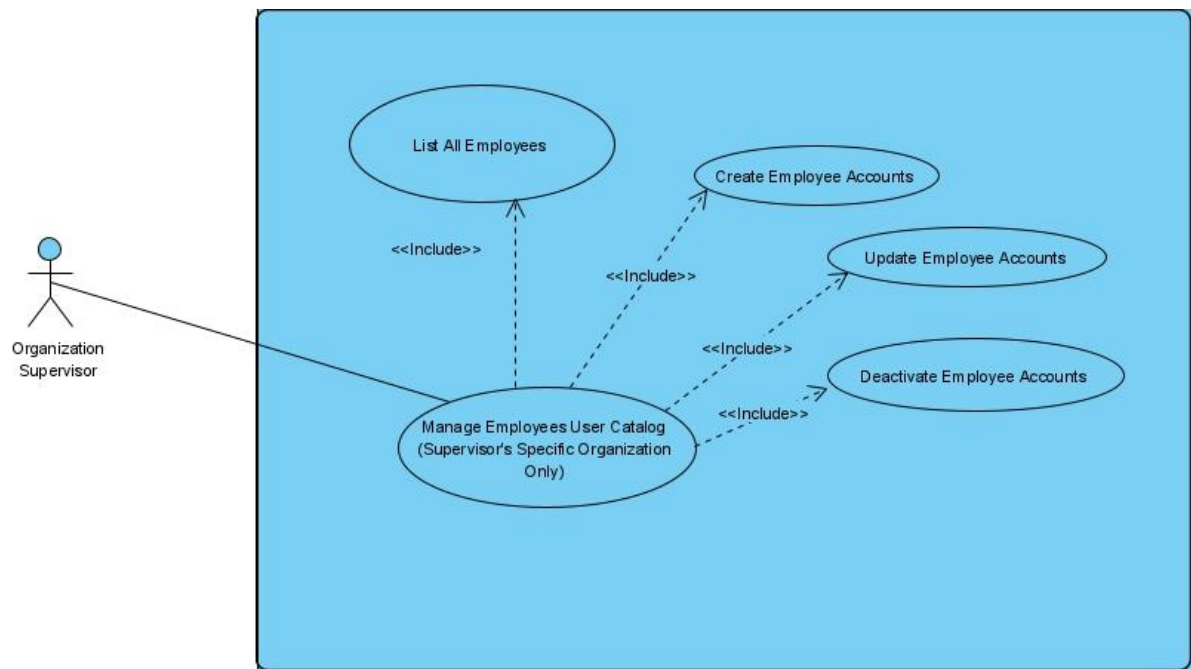 List All Employees
Create Employee Accounts
<<Include>>
<<Include>>
Update Employee Accounts
Organization
Supervisor
<<Include>>
Deactivate Employee Accounts
<<Include>>
Manage Employees User Catalog
(Supervisor's Specific Organization
Only)